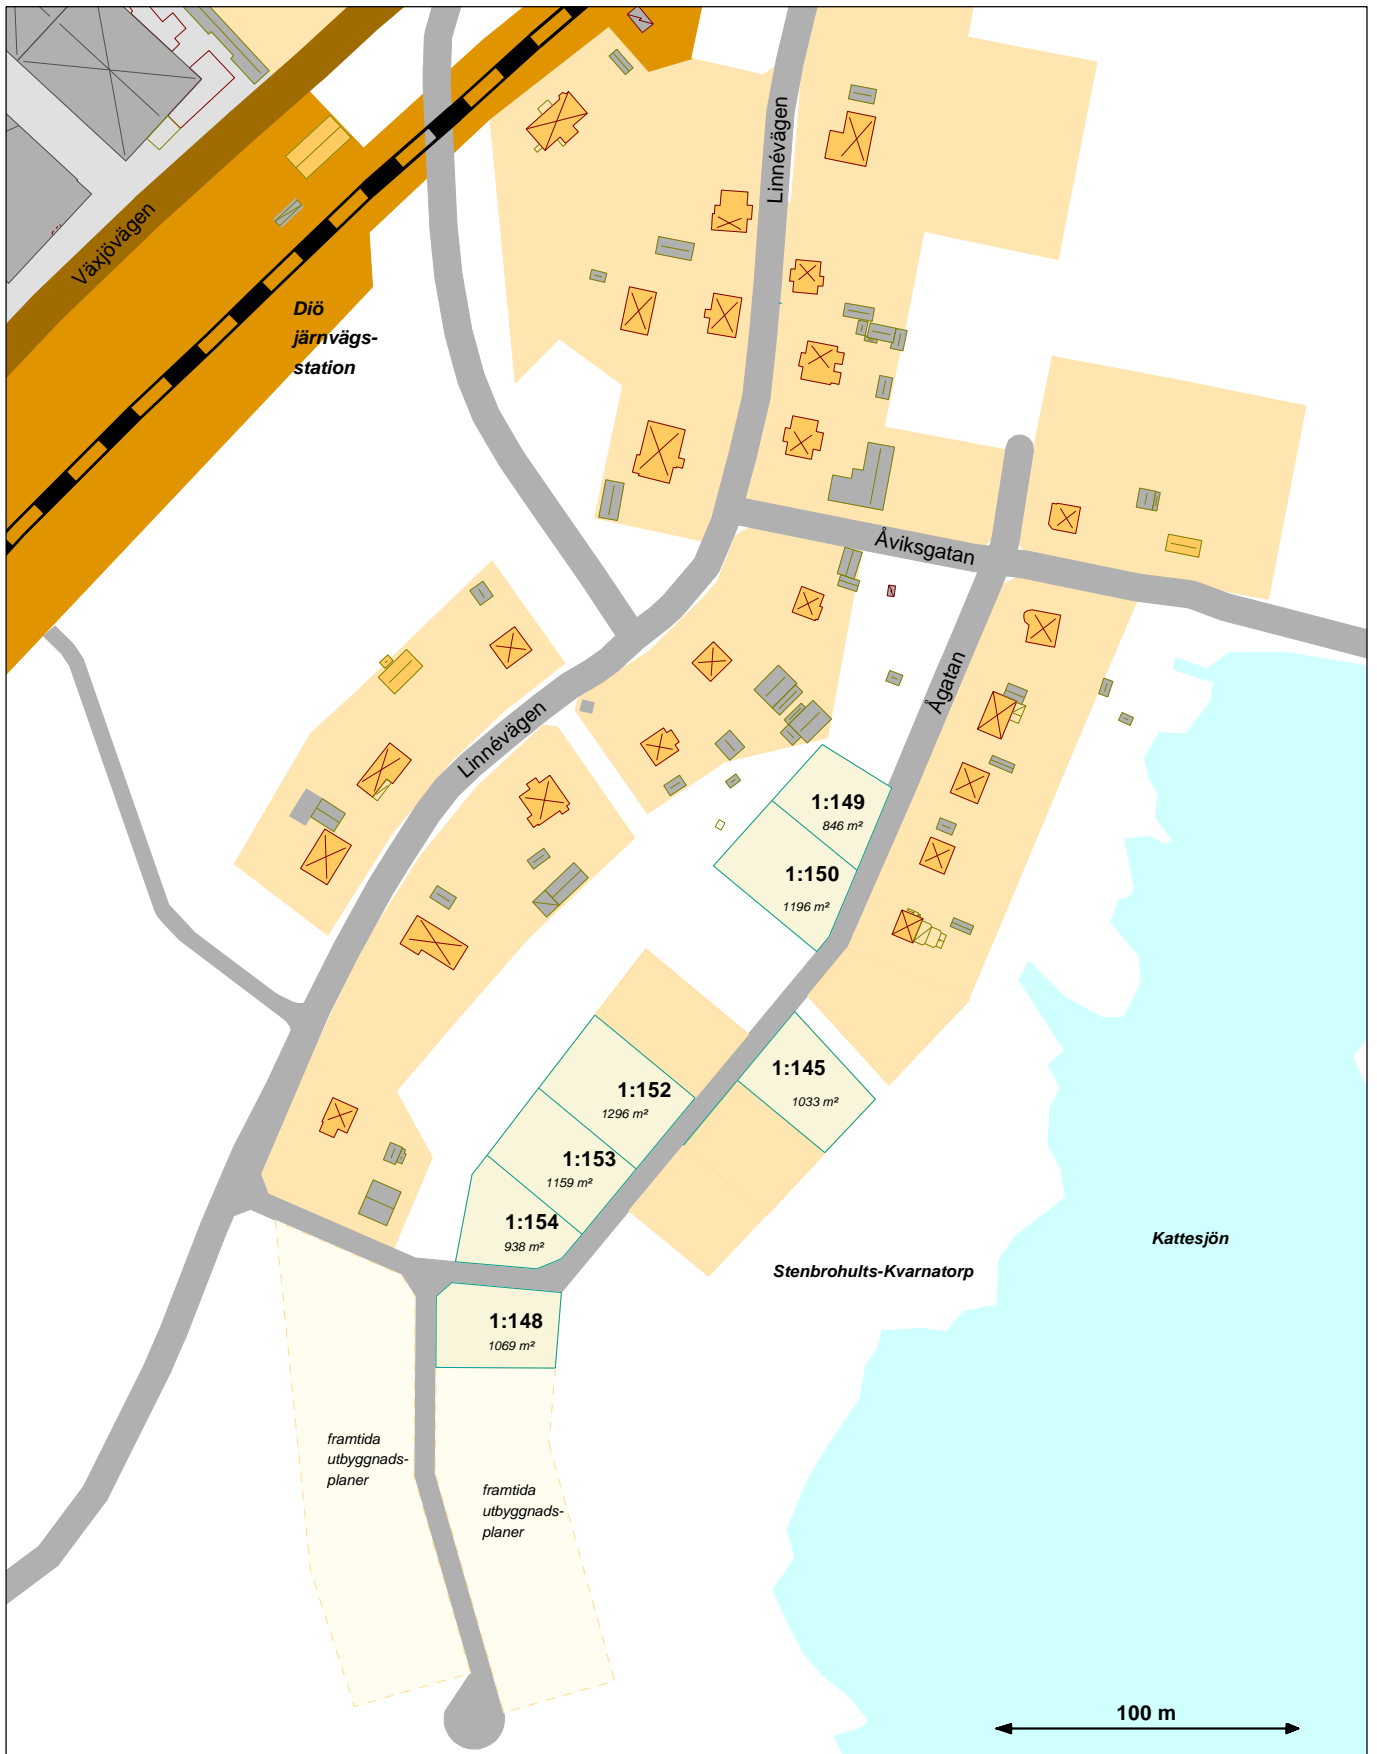 Växjövägen
Linnévägen
Diö
järnvägs-
station
Åviksgatan
Ågatan
Linnévägen
1:149
846 m²
1:150
1196 m²
1:145
1033 m²
1:152
1296 m²
1:153
1159 m²
1:154
938 m²
Kattesjön
Stenbrohults-Kvarnatorp
1:148
1069 m²
framtida
utbyggnads-
planer
framtida
utbyggnads-
planer
100 m